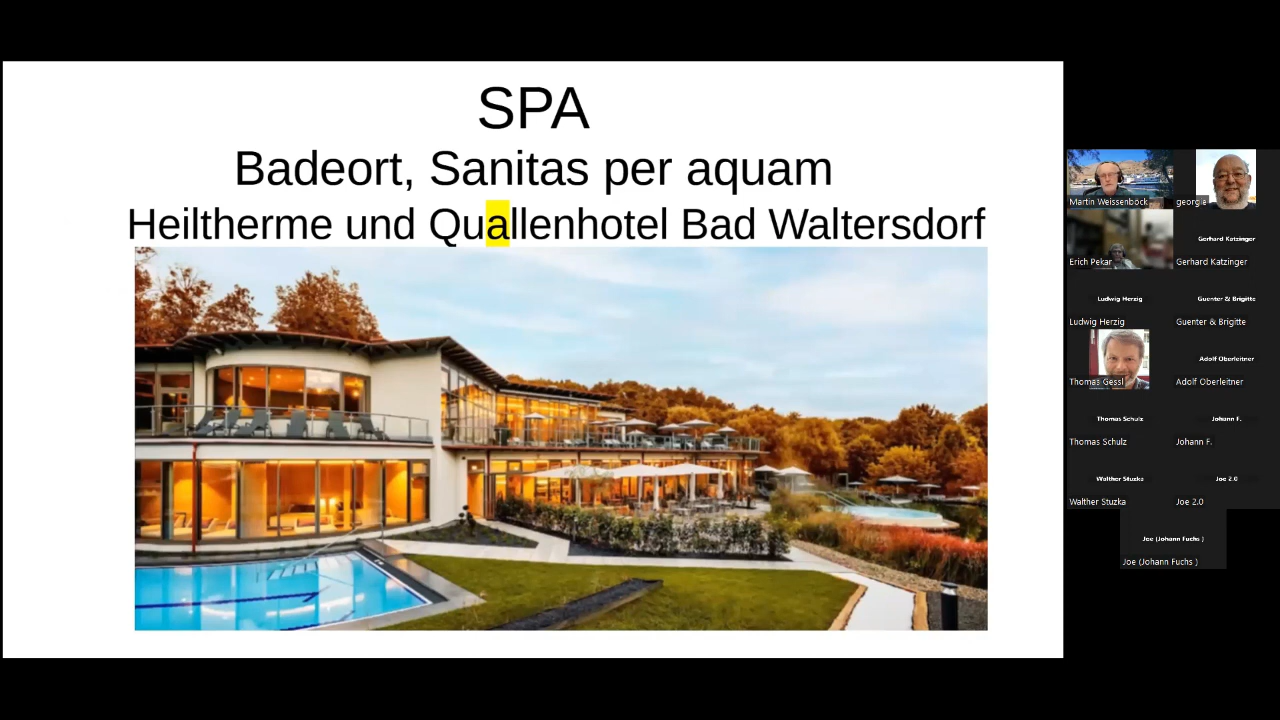 SPA
Badeort, Sanitas per aquam
Heiltherme und Quallenhotel Bad Waltersdorf
Martin Weissenböck
georgie
Erich Pekar
Gerhard Katzinger
Gerhard Katzinger
Ludwig Herzig
Ludwig Herzig
Guenter & Brigitte
Guenter & Brigitte
Thomas Gessl
Adolf Oberleitner
Adolf Oberleitner
Thomas Schulz
Thomas Schulz
Johann F.
Johann F.
Walther Stuzka
Walther Stuzka
Joe 2.0
Joe 2.0
Joe (Johann Fuchs )
Joe (Johann Fuchs )